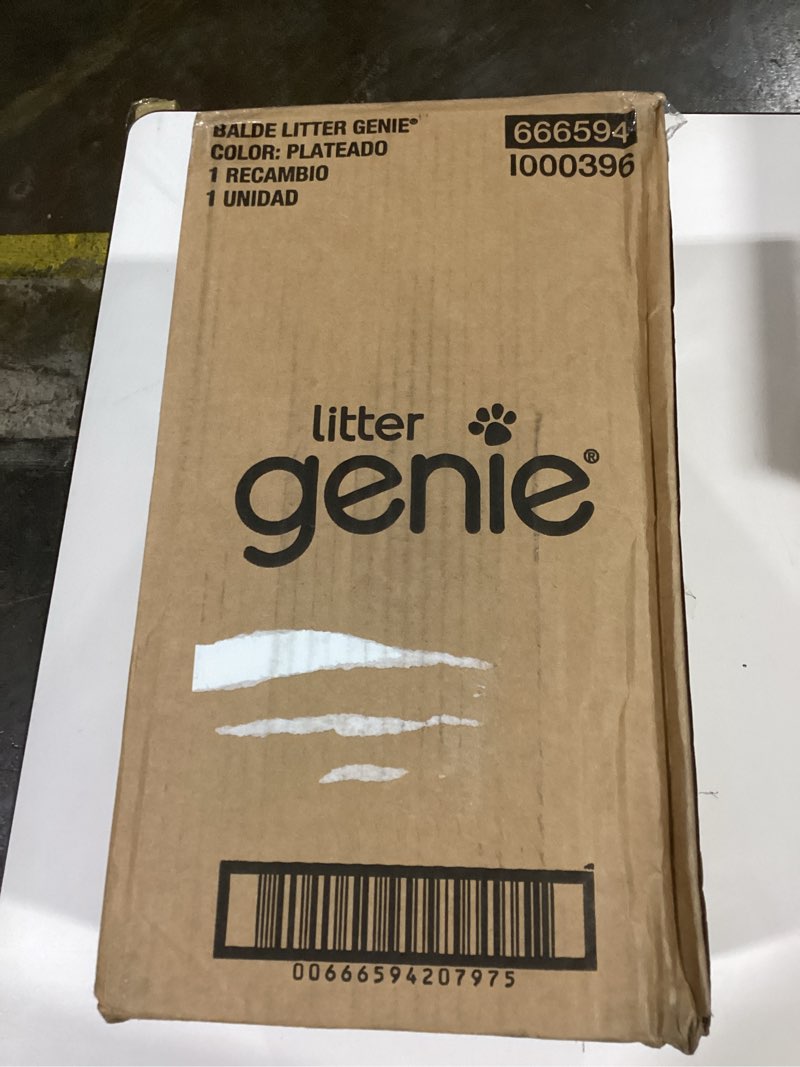 BALDE LITTER GENIE®
COLOR: PLATEADO
1 RECAMBIO
1 UNIDAD
666594
I000396
litter
genie®
00666594207975